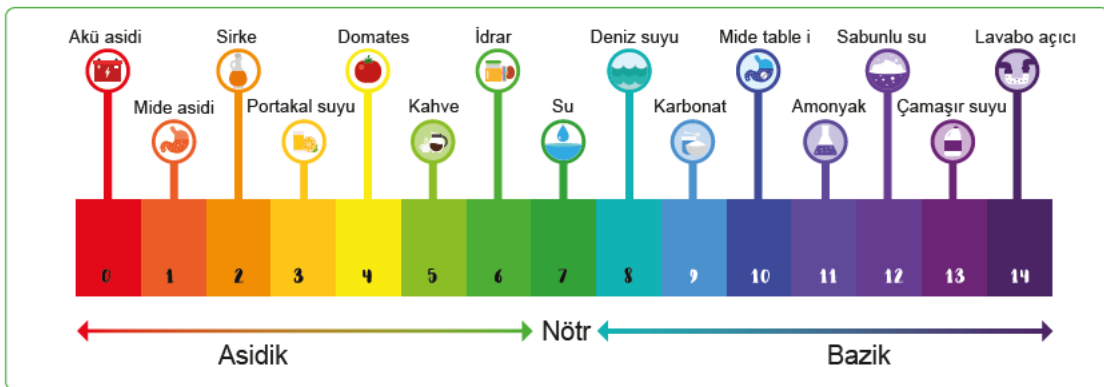 Akü asidi Sirke Domates İdrar Deniz suyu Mide table i Sabunlu su Lavabo açıcı
Mide asidi Portakal suyu Kahve Su Karbonat Amonyak Çamaşır suyu
0 1 2 3 4 5 6 7 8 9 10 11 12 13 14
Asidik Nötr Bazik